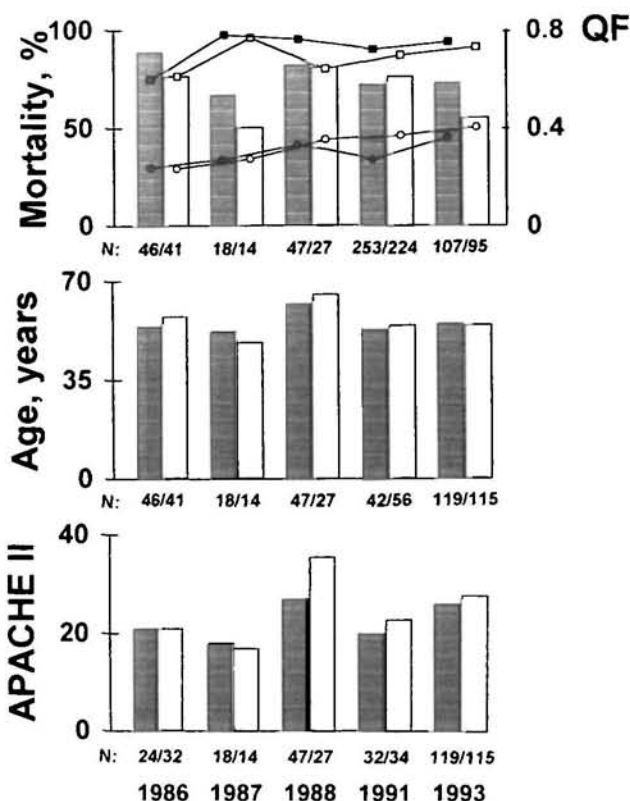 100
0.8
QF
Mortality, %
50
0.4
0
0
N: 46/41 18/14 47/27 253/224 107/95
70
Age, years
35
0
N: 46/41 18/14 47/27 42/56 119/115
40
APACHE II
20
0
N: 24/32 18/14 47/27 32/34 119/115
1986 1987 1988 1991 1993